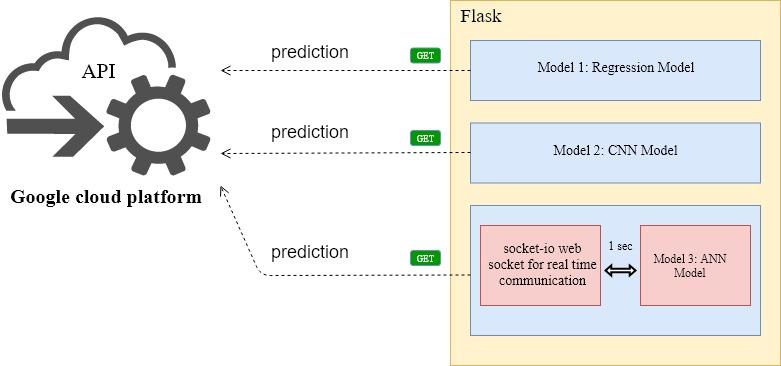 Flask
API
Google cloud platform
prediction
GET
Model 1: Regression Model
prediction
GET
Model 2: CNN Model
prediction
GET
socket-io web
socket for real time
communication
1 sec
Model 3: ANN
Model